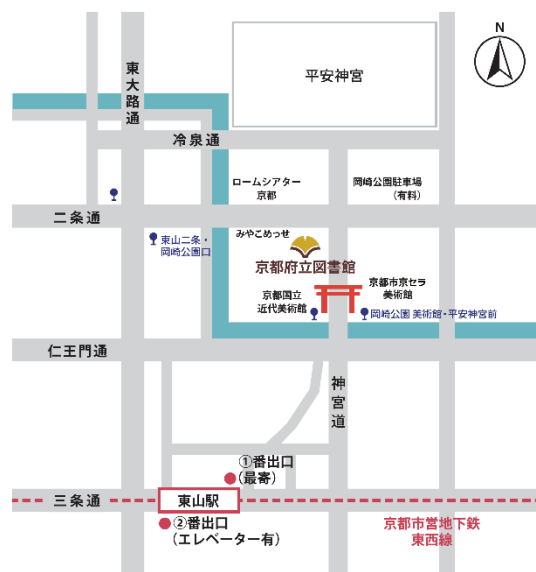 N
平安神宮
東大路通
冷泉通
ロームシアター
京都
岡崎公園駐車場
(有料)
二条通
東山二条・
岡崎公園口
みやこめっせ
京都府立図書館
京都国立
近代美術館
京都市京セラ
美術館
岡崎公園 美術館・平安神宮前
仁王門通
神宮道
①番出口
(最寄)
三条通
東山駅
②番出口
(エレベーター有)
京都市営地下鉄
東西線